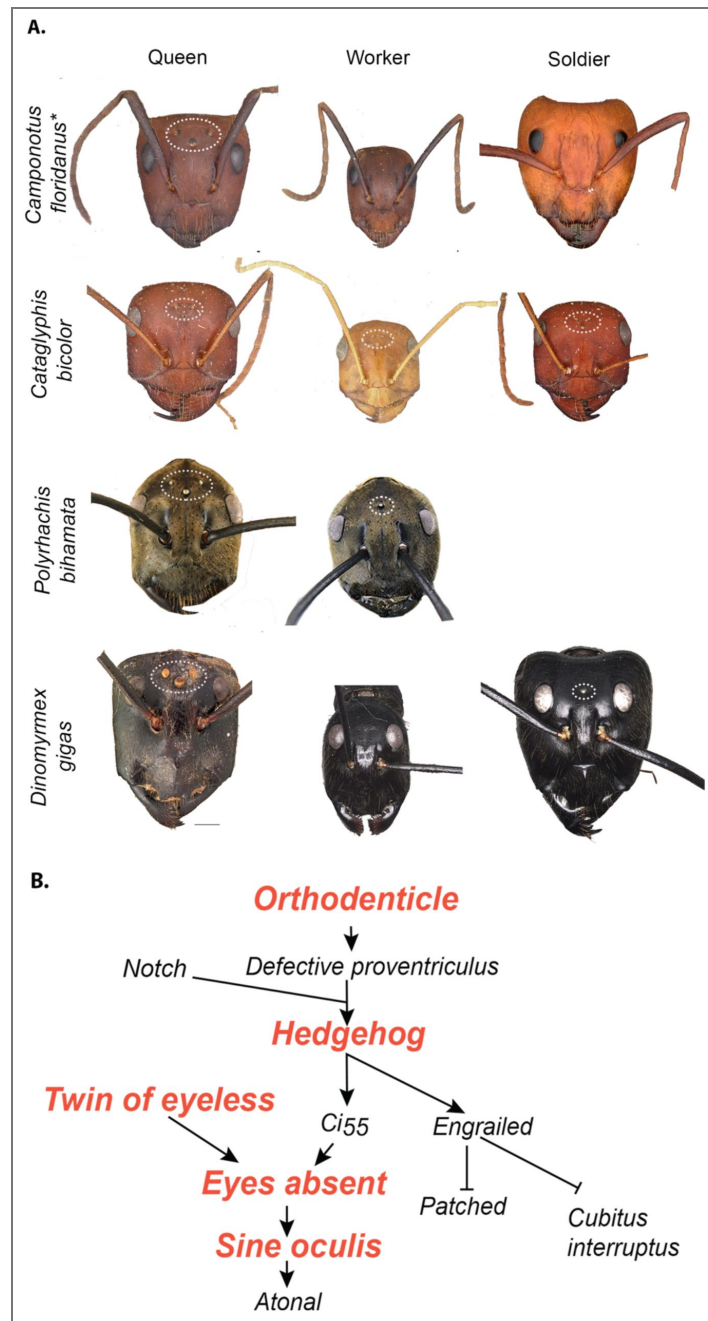 A.
Queen
Worker
Soldier
Camponotus
floridanus*
Cataglyphis
bicolor
Polyrhachis
bihamata
Dinomyrmex
gigas
B.
Orthodenticle
Notch
Defective proventriculus
Hedgehog
Twin of eyeless
Ci55
Engrailed
Eyes absent
Patched
Cubitus
interruptus
Sine oculis
Atonal